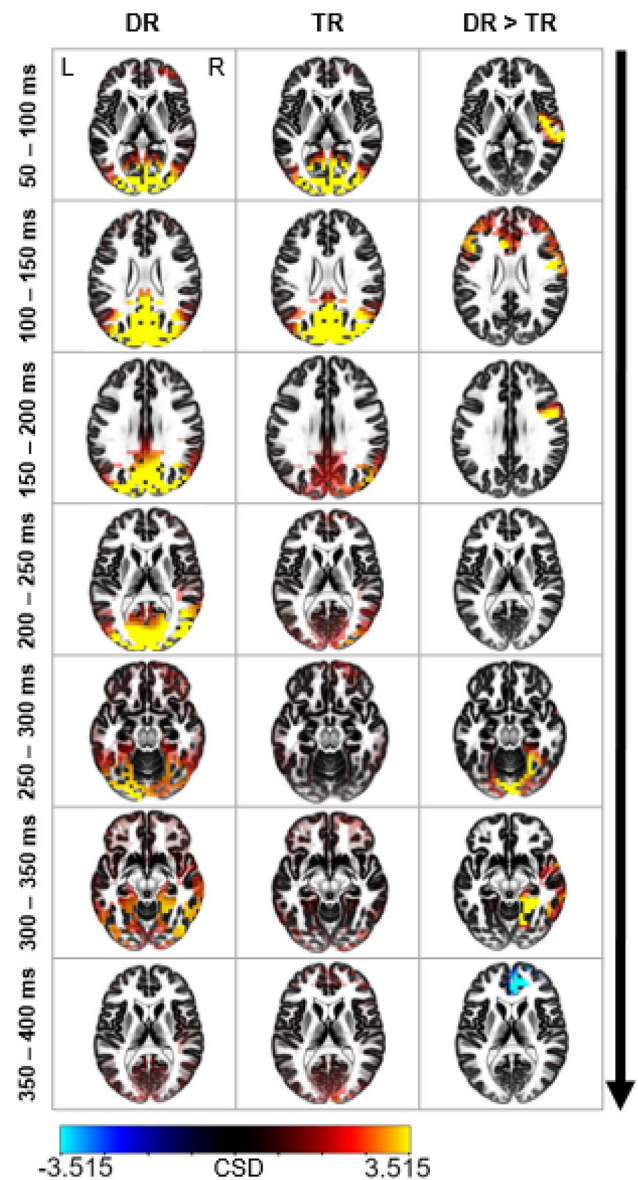 DR TR DR > TR
L R
50 – 100 ms
100 – 150 ms
150 – 200 ms
200 – 250 ms
250 – 300 ms
300 – 350 ms
350 – 400 ms
-3.515 CSD 3.515